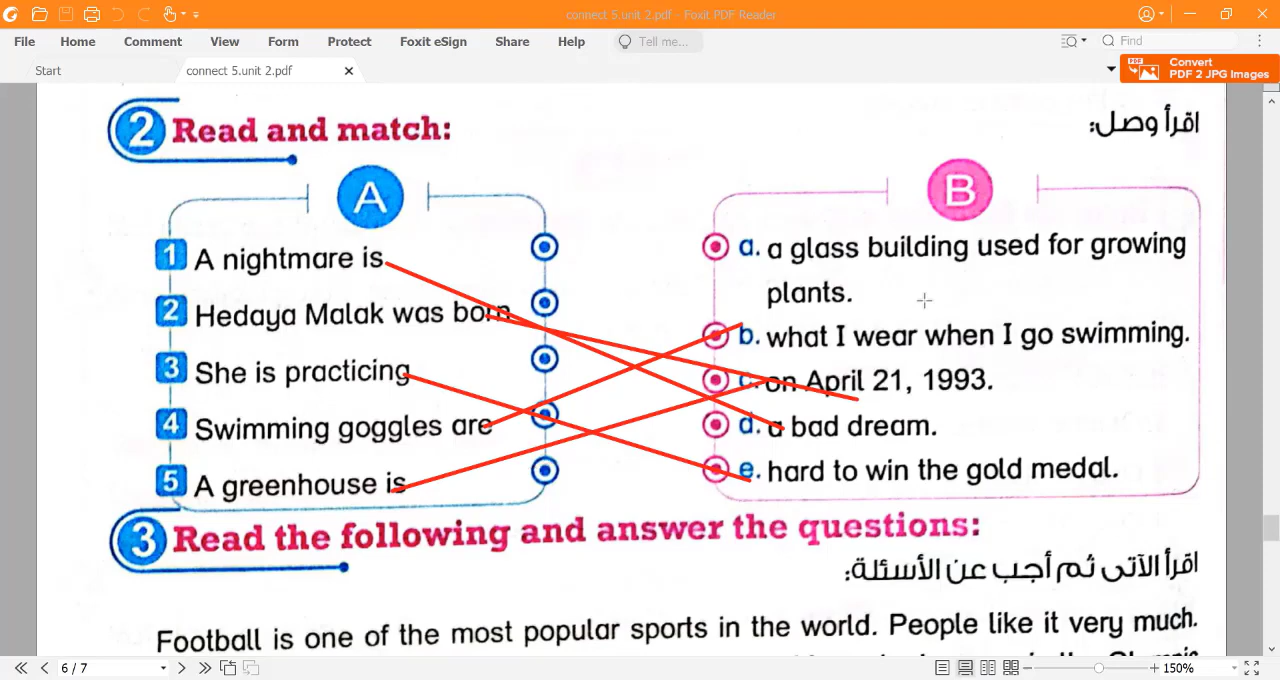 connect 5.unit 2.pdf - Foxit PDF Reader
File Home Comment View Form Protect Foxit eSign Share Help Tell me... Find
Start connect 5.unit 2.pdf Convert
PDF 2 JPG Images
2 Read and match: اقرأ وصل:
A
1 A nightmare is
2 Hedaya Malak was born
3 She is practicing
4 Swimming goggles are
5 A greenhouse is
B
a. a glass building used for growing
plants.
b. what I wear when I go swimming.
c. on April 21, 1993.
d. a bad dream.
e. hard to win the gold medal.
3 Read the following and answer the questions:
اقرأ الآتى ثم أجب عن الأسئلة:
Football is one of the most popular sports in the world. People like it very much.
6 / 7 150%